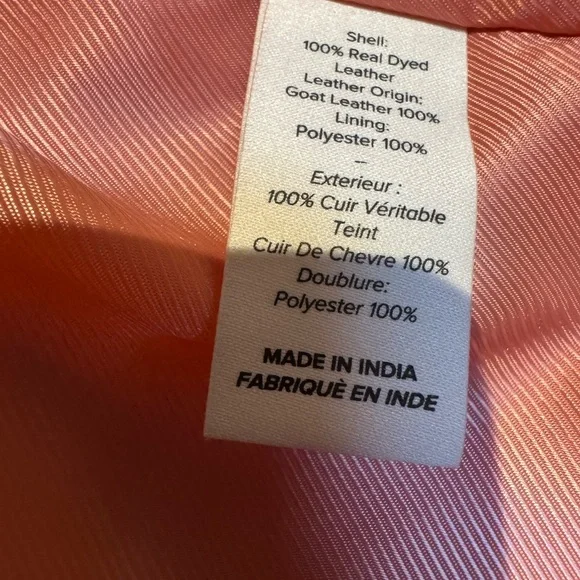 Shell:
100% Real Dyed
Leather
Leather Origin:
Goat Leather 100%
Lining:
Polyester 100%
–
Exterieur :
100% Cuir Véritable
Teint
Cuir De Chevre 100%
Doublure:
Polyester 100%
MADE IN INDIA
FABRIQUÈ EN INDE